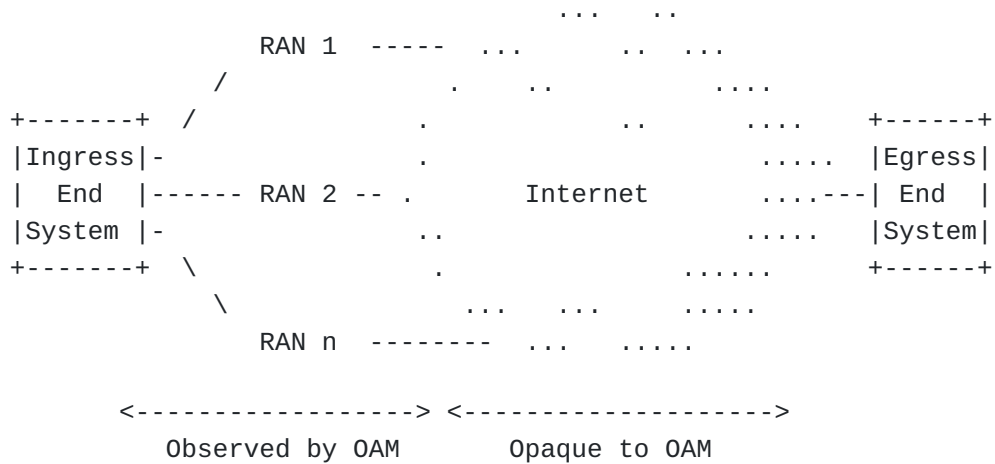 RAN 1
Ingress Egress
End RAN 2 Internet End
System System
RAN n
Observed by OAM Opaque to OAM